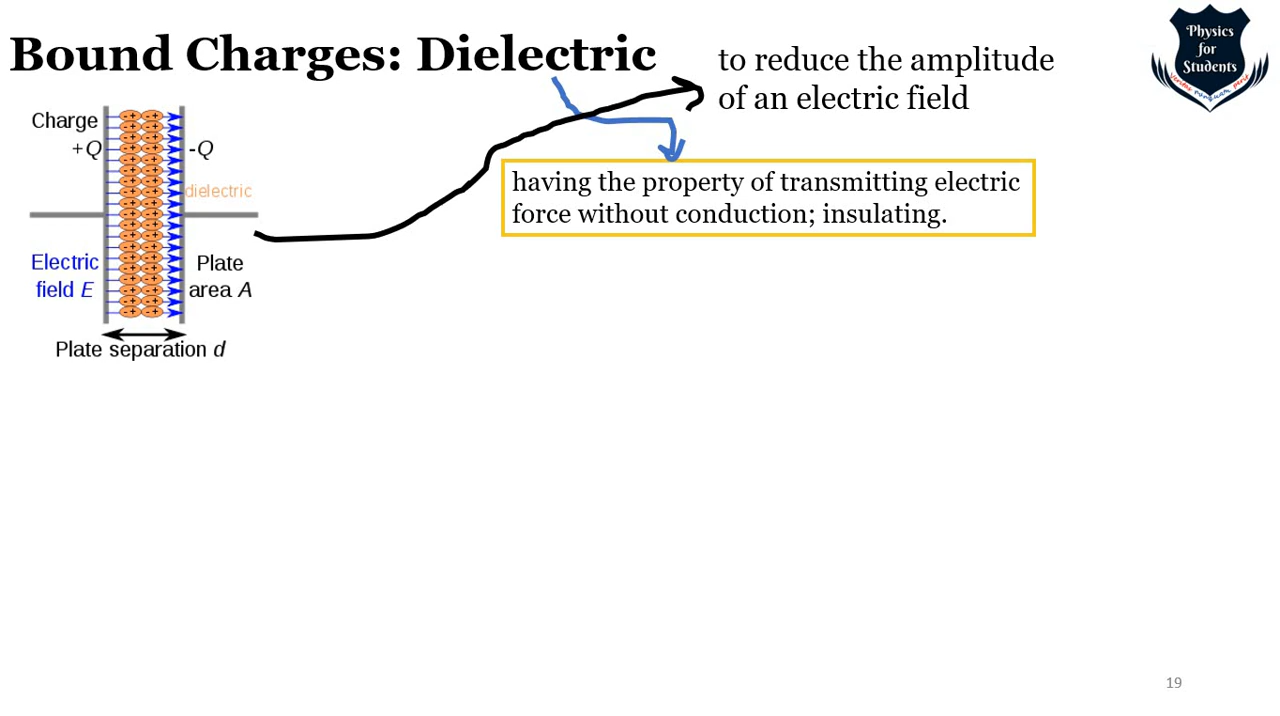 Bound Charges: Dielectric
to reduce the amplitude
of an electric field
Physics
for
Students
Charge
+Q
-Q
dielectric
having the property of transmitting electric
force without conduction; insulating.
Electric
field E
Plate
area A
Plate separation d
19